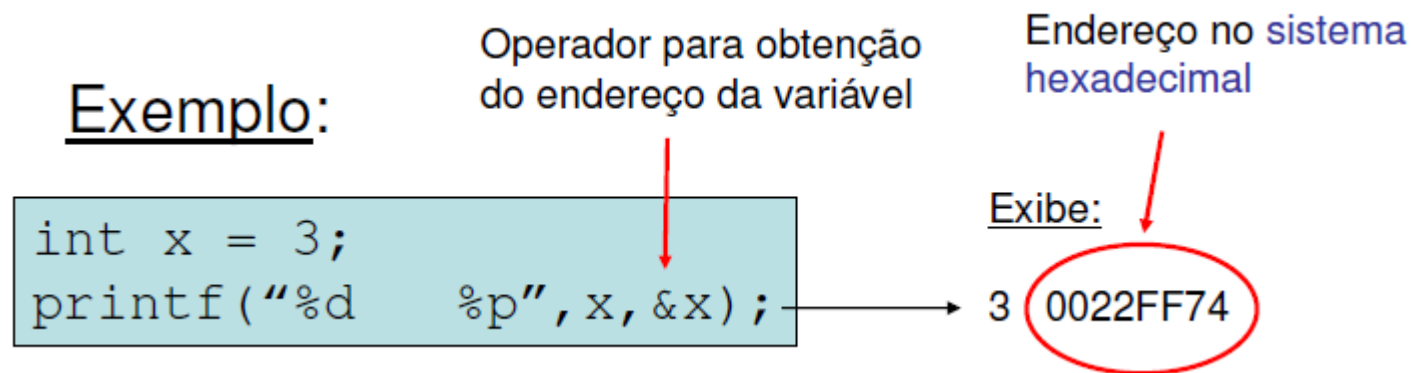 Operador para obtenção
do endereço da variável
Endereço no sistema
hexadecimal
Exemplo:
int x = 3;
printf(“%d   %p”,x,&x);
Exibe:
3 0022FF74